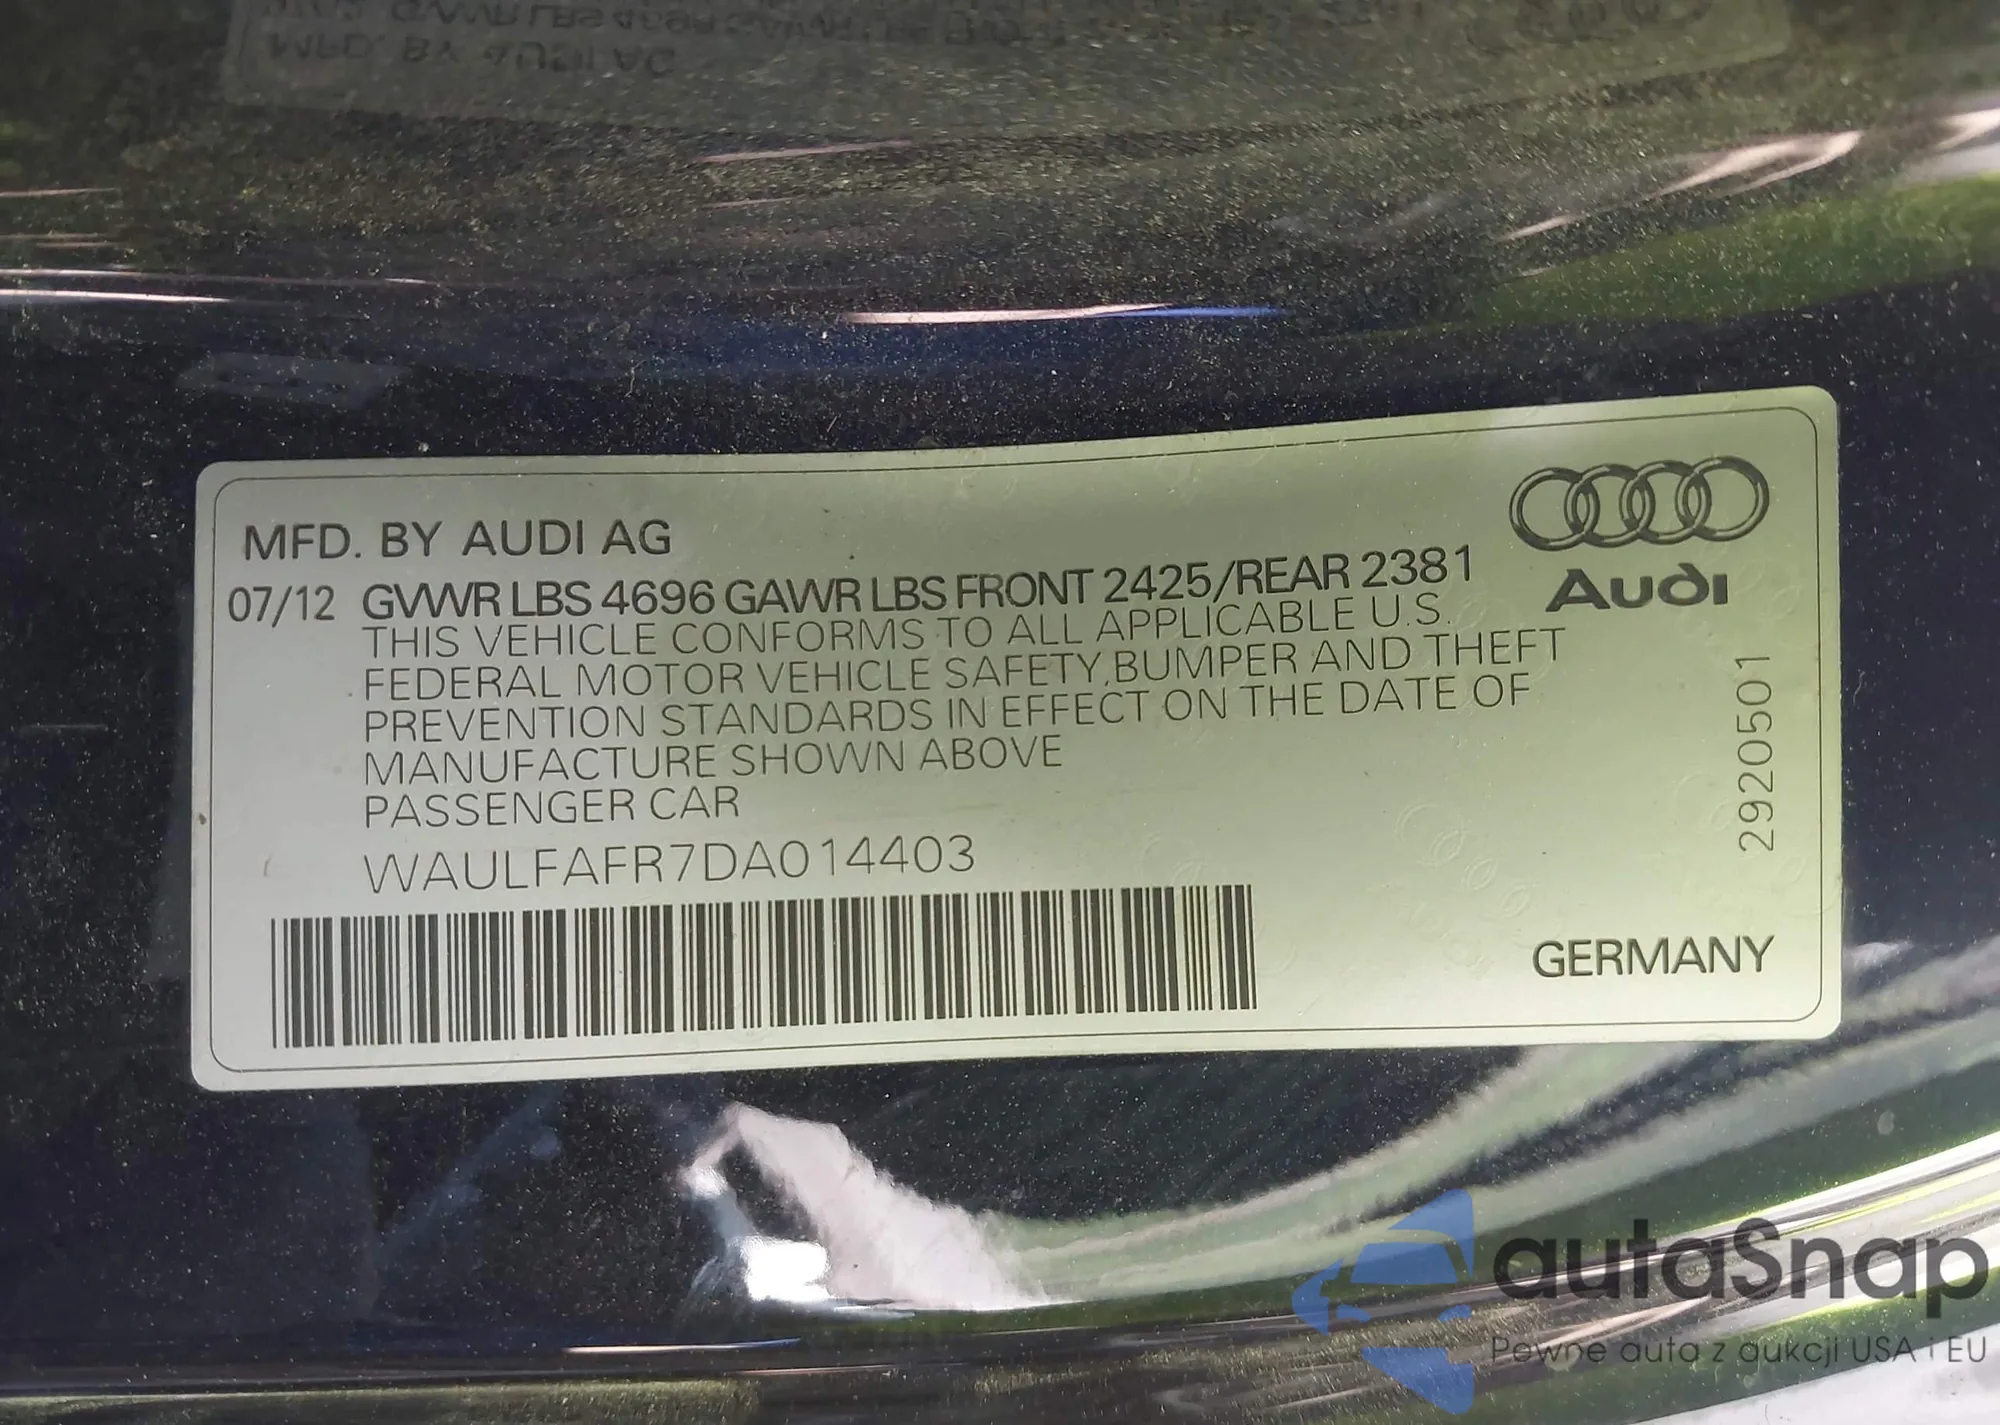 MFD. BY AUDI AG
07/12 GVWR LBS 4696 GAWR LBS FRONT 2425/REAR 2381
THIS VEHICLE CONFORMS TO ALL APPLICABLE U.S.
FEDERAL MOTOR VEHICLE SAFETY,BUMPER AND THEFT
PREVENTION STANDARDS IN EFFECT ON THE DATE OF
MANUFACTURE SHOWN ABOVE
PASSENGER CAR
WAULFAFR7DA014403
Audi
2920501
GERMANY
autoSnap
Pewne auta z aukcji USA i EU